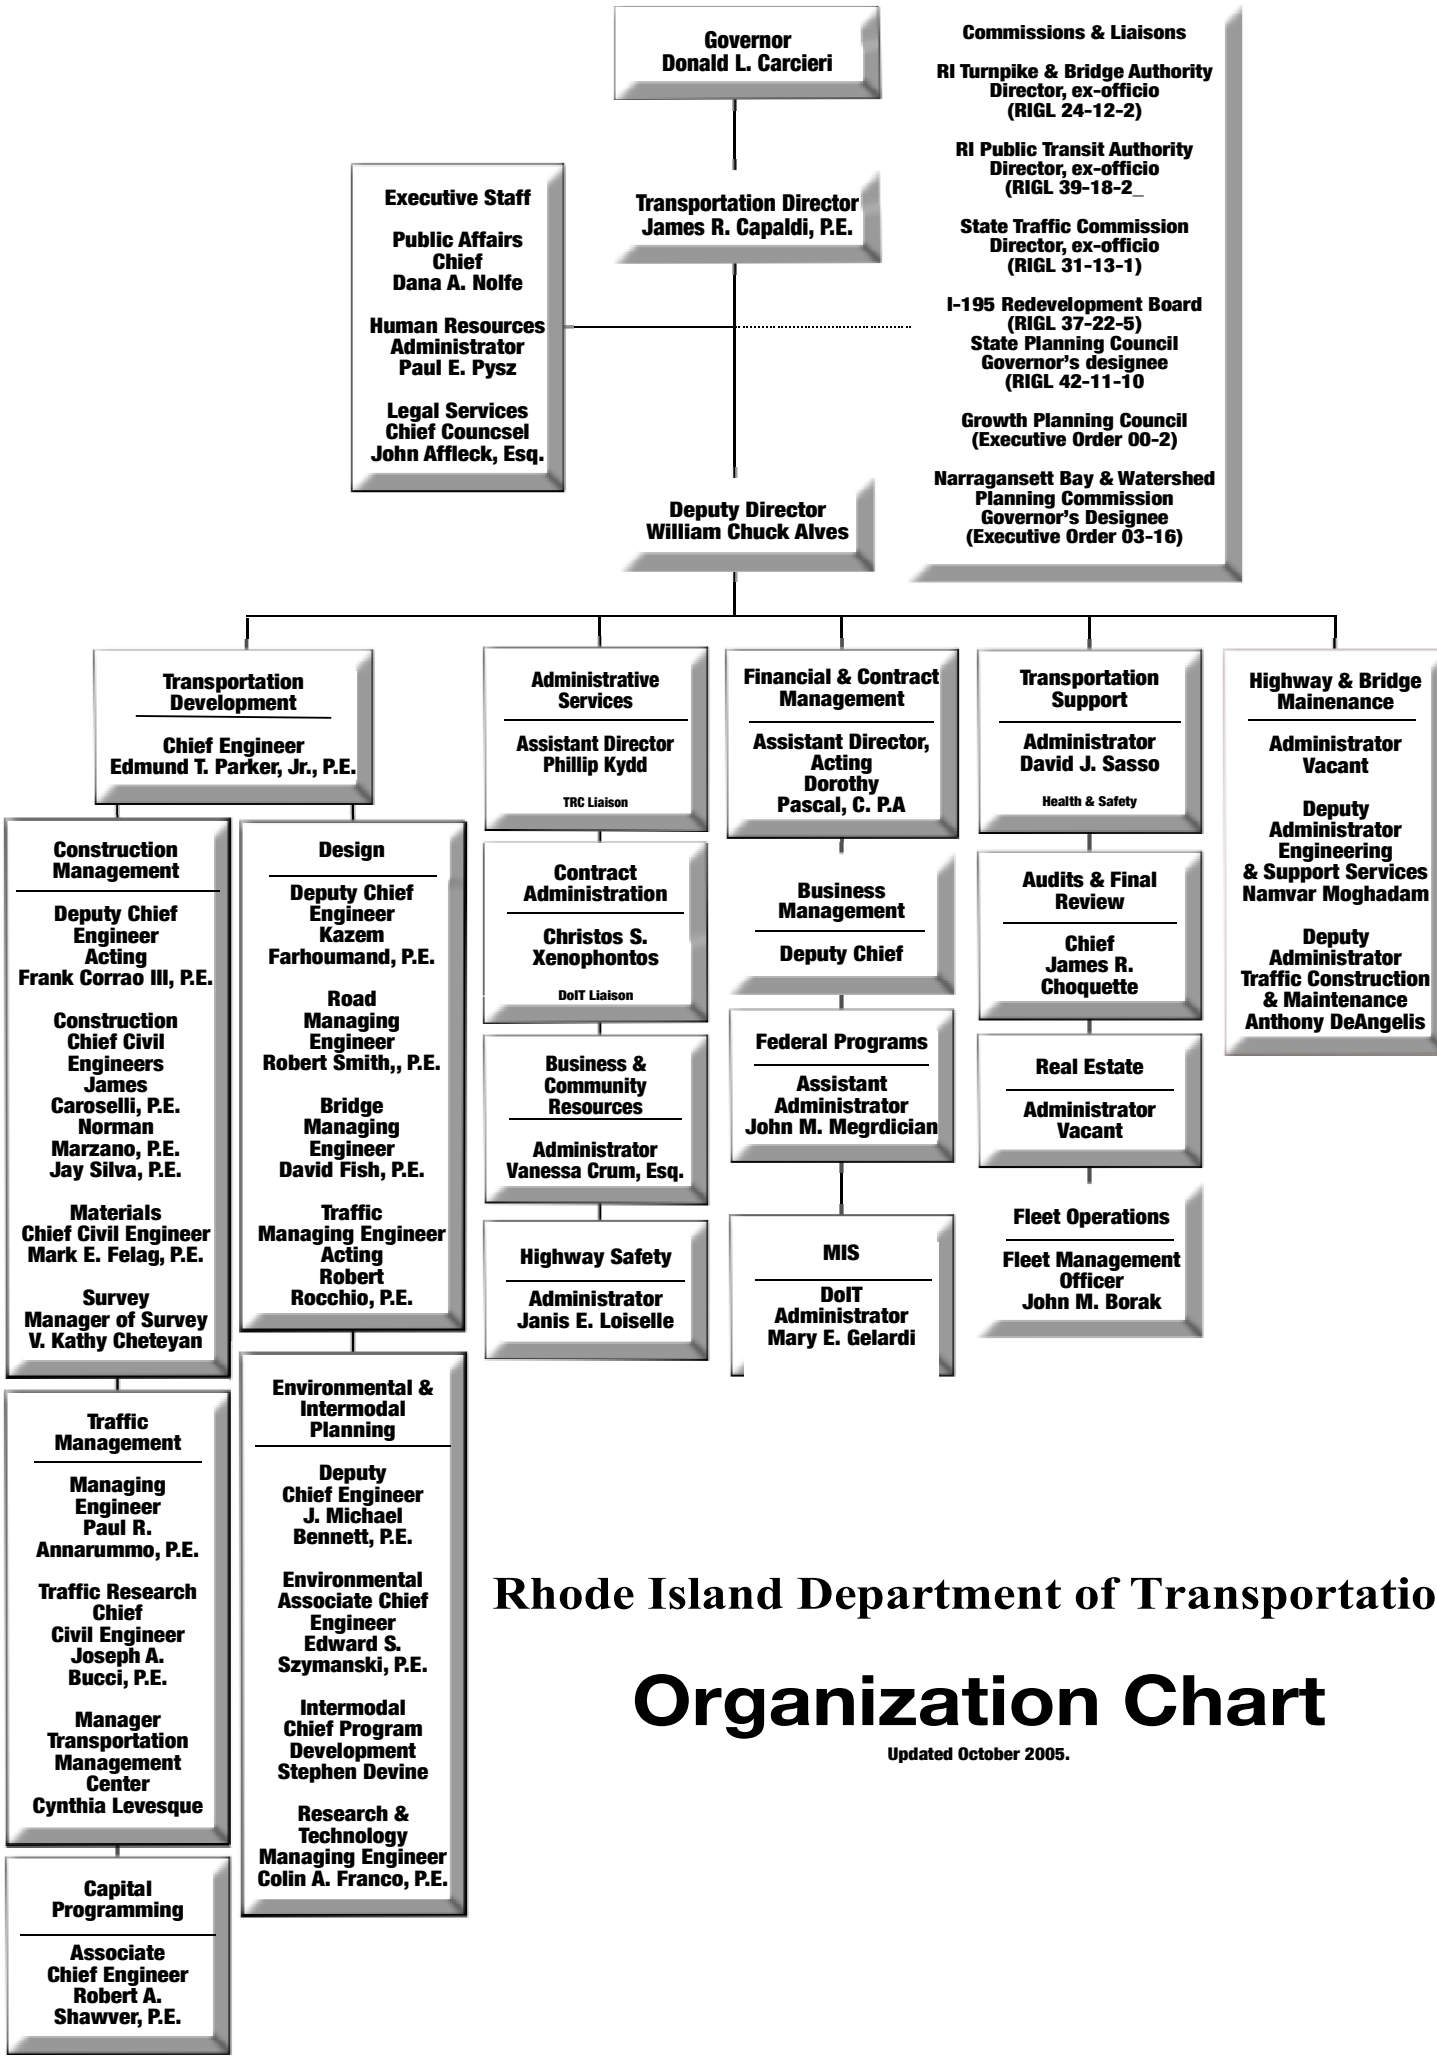 Governor
Donald L. Carcieri
Commissions & Liaisons
RI Turnpike & Bridge Authority
Director, ex-officio
(RIGL 24-12-2)
RI Public Transit Authority
Director, ex-officio
(RIGL 39-18-2_
State Traffic Commission
Director, ex-officio
(RIGL 31-13-1)
I-195 Redevelopment Board
(RIGL 37-22-5)
State Planning Council
Governor's designee
(RIGL 42-11-10
Growth Planning Council
(Executive Order 00-2)
Narragansett Bay & Watershed
Planning Commission
Governor's Designee
(Executive Order 03-16)
Executive Staff
Public Affairs
Chief
Dana A. Nolfe
Human Resources
Administrator
Paul E. Pysz
Legal Services
Chief Councsel
John Affleck, Esq.
Transportation Director
James R. Capaldi, P.E.
Deputy Director
William Chuck Alves
Transportation
Development
Chief Engineer
Edmund T. Parker, Jr., P.E.
Construction
Management
Deputy Chief
Engineer
Acting
Frank Corrao III, P.E.
Construction
Chief Civil
Engineers
James
Caroselli, P.E.
Norman
Marzano, P.E.
Jay Silva, P.E.
Materials
Chief Civil Engineer
Mark E. Felag, P.E.
Survey
Manager of Survey
V. Kathy Cheteyan
Traffic
Management
Managing
Engineer
Paul R.
Annarummo, P.E.
Traffic Research
Chief
Civil Engineer
Joseph A.
Bucci, P.E.
Manager
Transportation
Management
Center
Cynthia Levesque
Capital
Programming
Associate
Chief Engineer
Robert A.
Shawver, P.E.
Design
Deputy Chief
Engineer
Kazem
Farhoumand, P.E.
Road
Managing
Engineer
Robert Smith,, P.E.
Bridge
Managing
Engineer
David Fish, P.E.
Traffic
Managing Engineer
Acting
Robert
Rocchio, P.E.
Environmental &
Intermodal
Planning
Deputy
Chief Engineer
J. Michael
Bennett, P.E.
Environmental
Associate Chief
Engineer
Edward S.
Szymanski, P.E.
Intermodal
Chief Program
Development
Stephen Devine
Research &
Technology
Managing Engineer
Colin A. Franco, P.E.
Administrative
Services
Assistant Director
Phillip Kydd
TRC Liaison
Contract
Administration
Christos S.
Xenophontos
DoIT Liaison
Business &
Community
Resources
Administrator
Vanessa Crum, Esq.
Highway Safety
Administrator
Janis E. Loiselle
Financial & Contract
Management
Assistant Director,
Acting
Dorothy
Pascal, C. P.A
Business
Management
Deputy Chief
Federal Programs
Assistant
Administrator
John M. Megrdician
MIS
DoIT
Administrator
Mary E. Gelardi
Transportation
Support
Administrator
David J. Sasso
Health & Safety
Audits & Final
Review
Chief
James R.
Choquette
Real Estate
Administrator
Vacant
Fleet Operations
Fleet Management
Officer
John M. Borak
Highway & Bridge
Mainenance
Administrator
Vacant
Deputy
Administrator
Engineering
& Support Services
Namvar Moghadam
Deputy
Administrator
Traffic Construction
& Maintenance
Anthony DeAngelis
Rhode Island Department of Transportatio
Organization Chart
Updated October 2005.